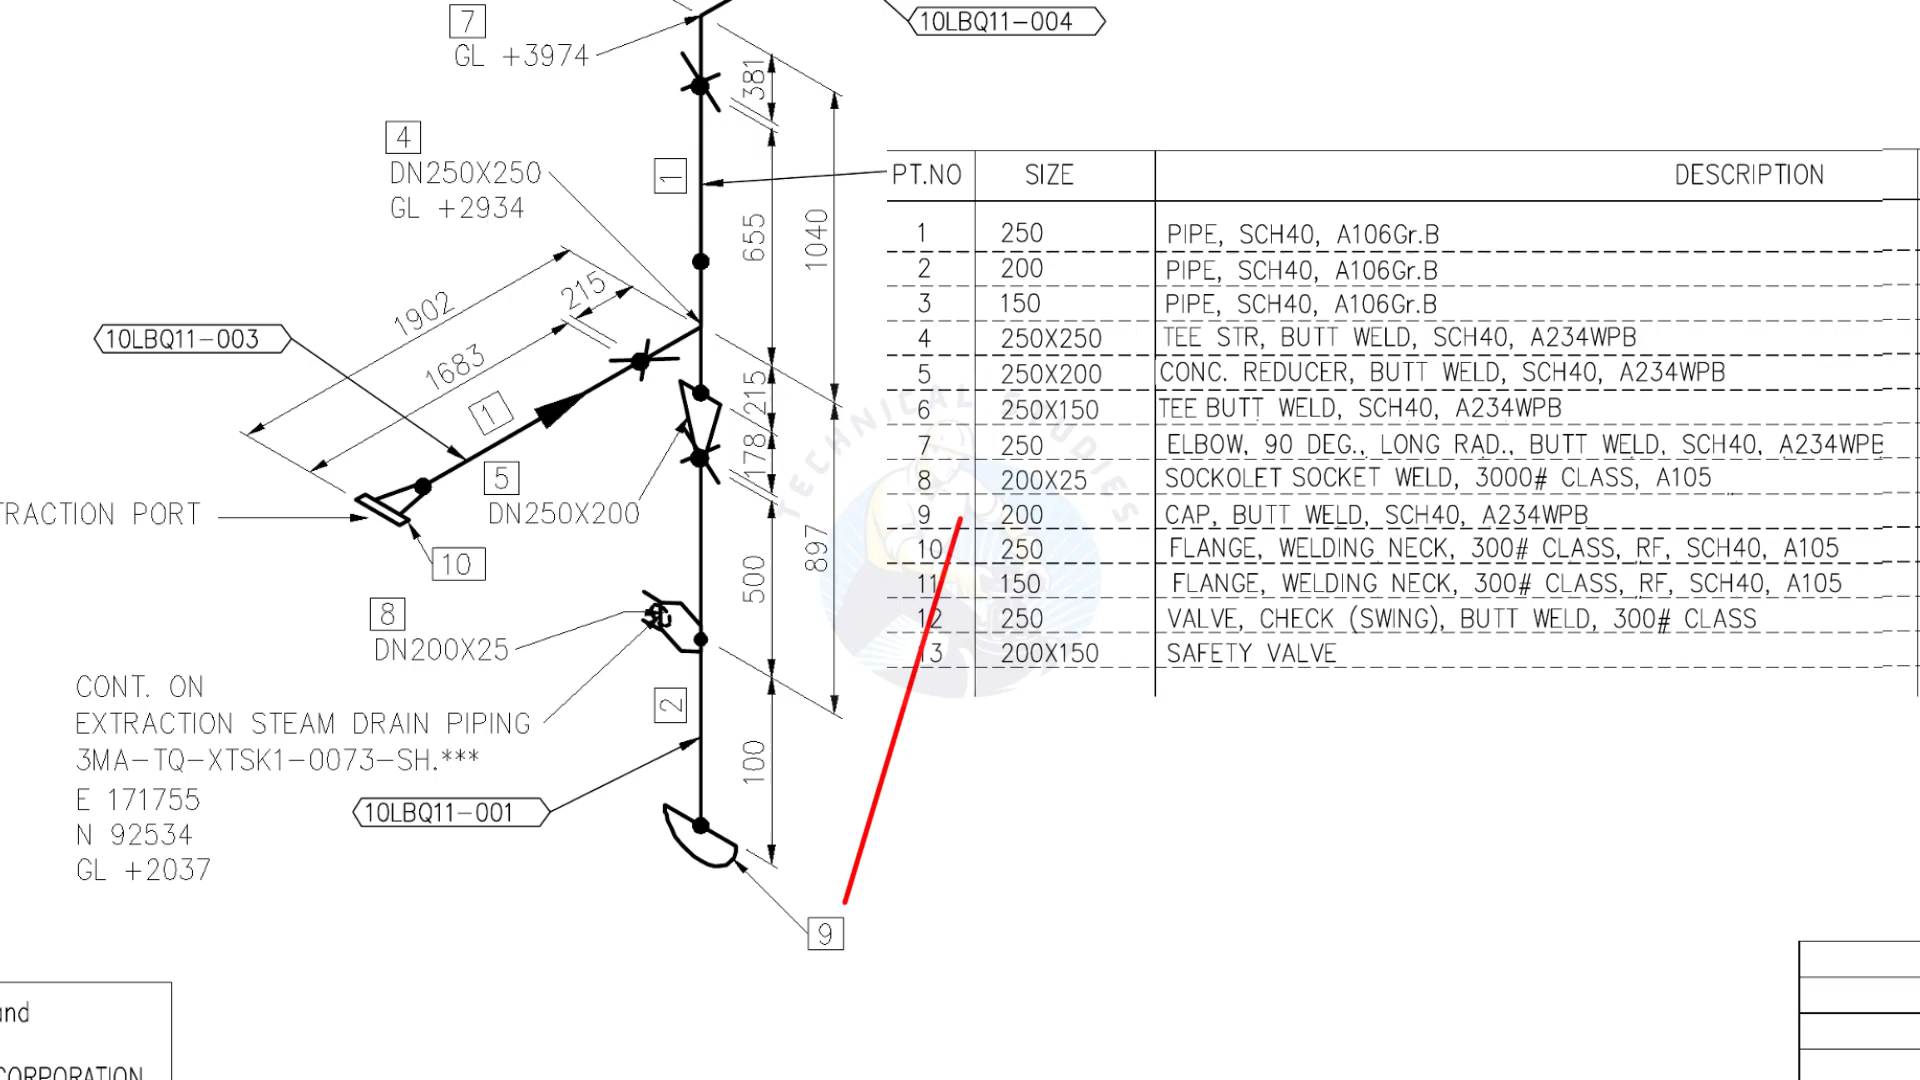 7
GL +3974
10LBQ11-004
381
4
DN250X250
GL +2934
1
655
1040
1902
215
10LBQ11-003
1683
1
215
178
5
DN250X200
TRACTION PORT
10
500
897
8
DN200X25
CONT. ON
EXTRACTION STEAM DRAIN PIPING
3MA-TQ-XTSK1-0073-SH.***
E 171755
N 92534
GL +2037
2
100
10LBQ11-001
9
PT.NO SIZE DESCRIPTION
1 250 PIPE, SCH40, A106Gr.B
2 200 PIPE, SCH40, A106Gr.B
3 150 PIPE, SCH40, A106Gr.B
4 250X250 TEE STR, BUTT WELD, SCH40, A234WPB
5 250X200 CONC. REDUCER, BUTT WELD, SCH40, A234WPB
6 250X150 TEE BUTT WELD, SCH40, A234WPB
7 250 ELBOW, 90 DEG., LONG RAD., BUTT WELD, SCH40, A234WPB
8 200X25 SOCKOLET SOCKET WELD, 3000# CLASS, A105
9 200 CAP, BUTT WELD, SCH40, A234WPB
10 250 FLANGE, WELDING NECK, 300# CLASS, RF, SCH40, A105
11 150 FLANGE, WELDING NECK, 300# CLASS, RF, SCH40, A105
12 250 VALVE, CHECK (SWING), BUTT WELD, 300# CLASS
13 200X150 SAFETY VALVE
TECHNICAL STUDIES
and
CORPORATION